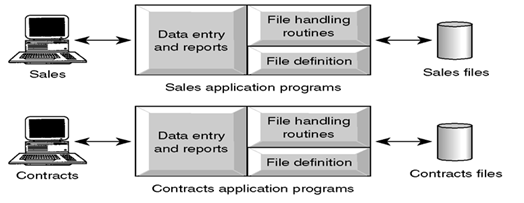 Data entry
and reports
File handling
routines
File definition
Sales
Sales files
Sales application programs
Data entry
and reports
File handling
routines
File definition
Contracts
Contracts files
Contracts application programs